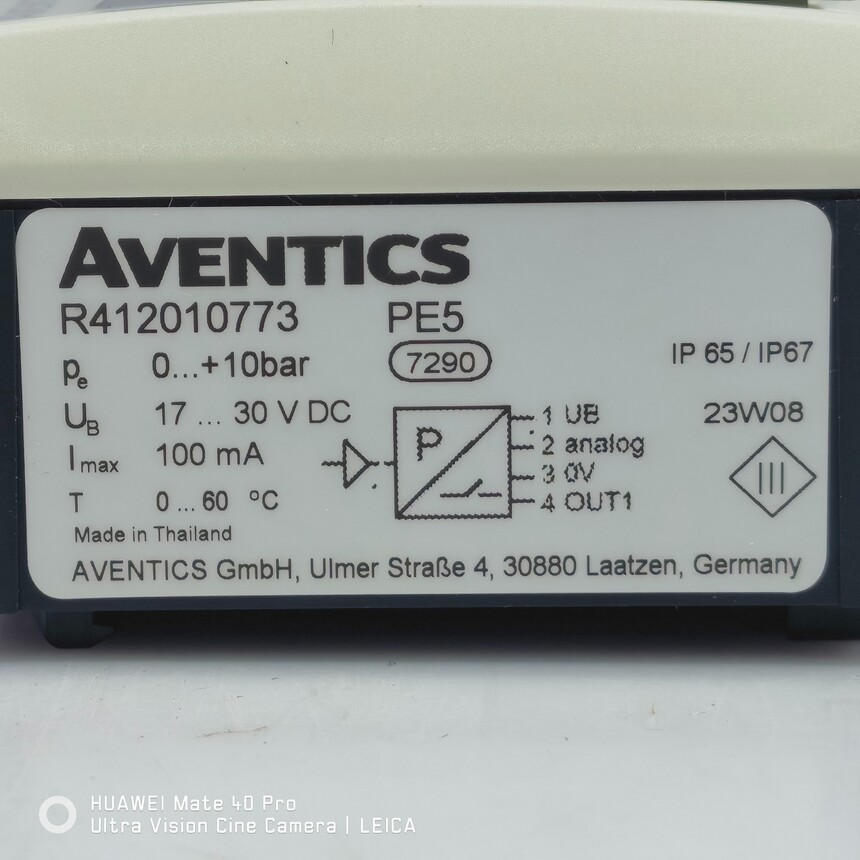 AVENTICS
R412010773 PE5
pe 0...+10bar 7290 IP 65 / IP67
UB 17 ... 30 V DC 23W08
Imax 100 mA
T 0 ... 60 °C
P
1 UB
2 analog
3 0V
4 OUT1
III
Made in Thailand
AVENTICS GmbH, Ulmer Straße 4, 30880 Laatzen, Germany
HUAWEI Mate 40 Pro
Ultra Vision Cine Camera | LEICA